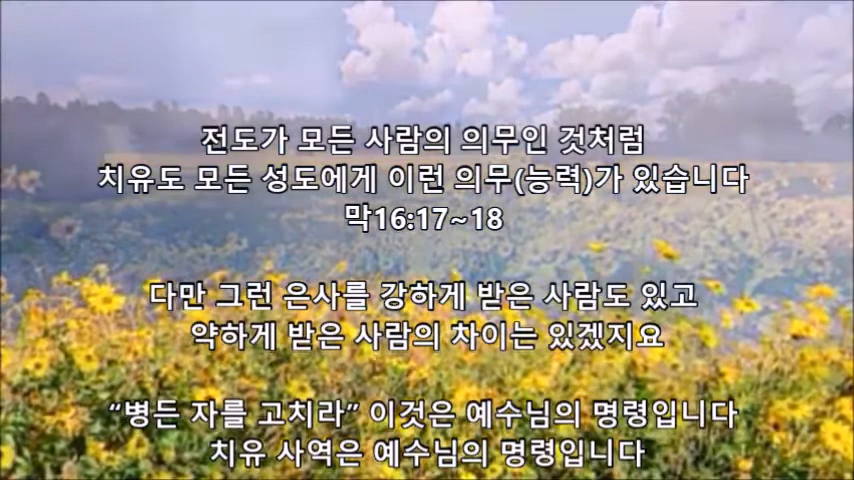 전도가 모든 사람의 의무인 것처럼
치유도 모든 성도에게 이런 의무(능력)가 있습니다
막16:17~18
다만 그런 은사를 강하게 받은 사람도 있고
약하게 받은 사람의 차이는 있겠지요
“병든 자를 고치라” 이것은 예수님의 명령입니다
치유 사역은 예수님의 명령입니다